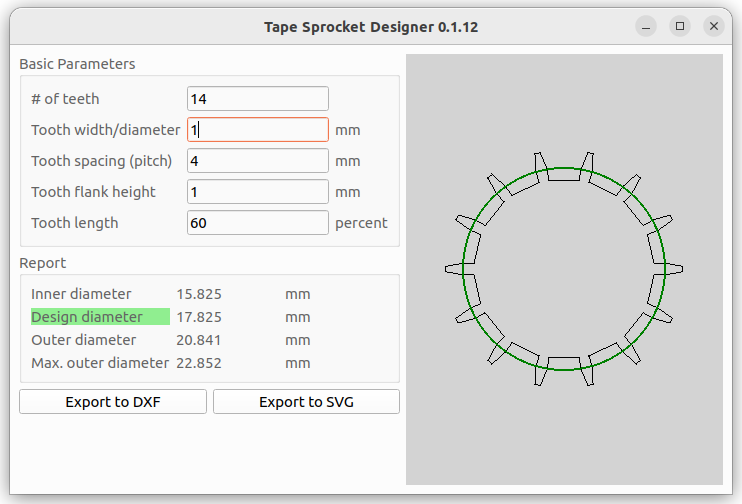 Tape Sprocket Designer 0.1.12
Basic Parameters
# of teeth 14
Tooth width/diameter 1 mm
Tooth spacing (pitch) 4 mm
Tooth flank height 1 mm
Tooth length 60 percent
Report
Inner diameter 15.825 mm
Design diameter 17.825 mm
Outer diameter 20.841 mm
Max. outer diameter 22.852 mm
Export to DXF Export to SVG